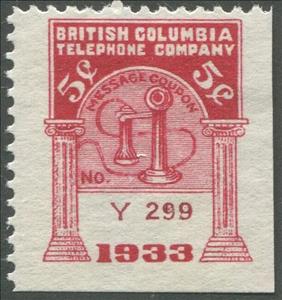 BRITISH COLUMBIA
TELEPHONE COMPANY
5¢ 5¢
MESSAGE COUPON
NO.
Y 299
1933